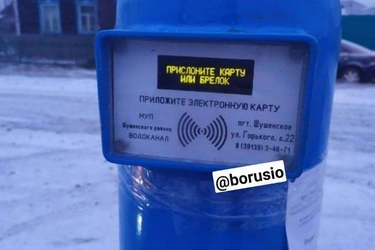 ПРИСЛОНИТЕ КАРТУ
ИЛИ БРЕЛОК
ПРИЛОЖИТЕ ЭЛЕКТРОННУЮ КАРТУ
МУП
Шушенского района
ВОДОКАНАЛ
пгт. Шушенское
ул. Горького, д.22
8 (39139) 3-46-71
@borusio